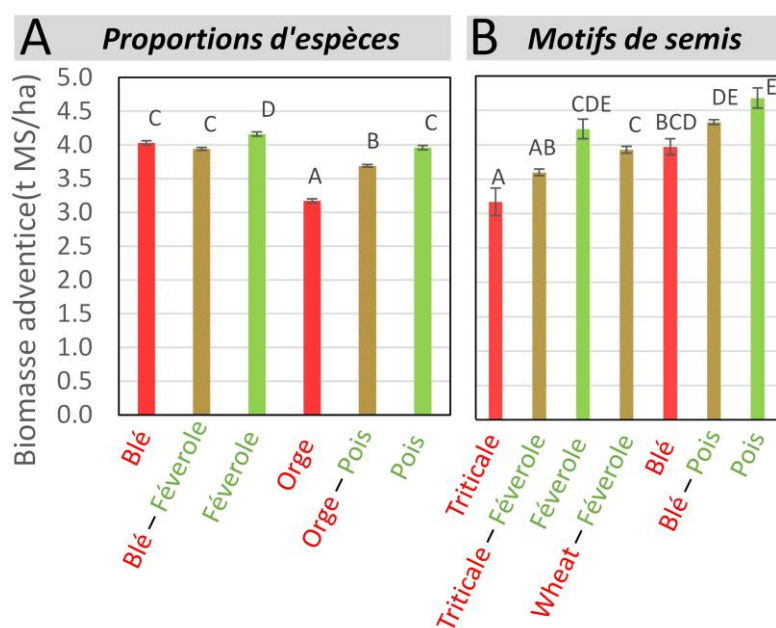 A Proportions d'espèces
B Motifs de semis
Biomasse adventice(t MS/ha)
5.0
4.5
4.0
3.5
3.0
2.5
2.0
1.5
1.0
0.5
0.0
C
C
D
A
B
C
A
AB
CDE
C
BCD
DE
E
Blé
Blé – Féverole
Féverole
Orge
Orge – Pois
Pois
Triticale
Triticale – Féverole
Féverole
Wheat – Féverole
Blé
Blé – Pois
Pois